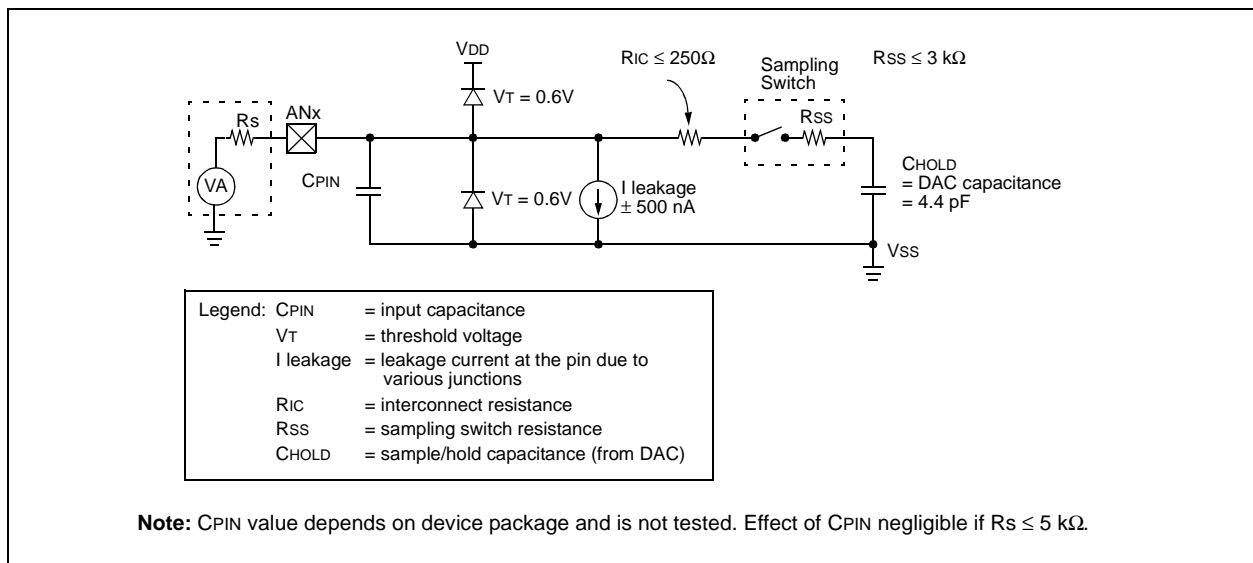 VDD
RIC ≤ 250Ω
Sampling
Switch
RSS ≤ 3 kΩ
VT = 0.6V
Rs
ANx
RSS
VA
CPIN
VT = 0.6V
I leakage
± 500 nA
CHOLD
= DAC capacitance
= 4.4 pF
VSS
Legend: CPIN = input capacitance
VT = threshold voltage
I leakage = leakage current at the pin due to
various junctions
RIC = interconnect resistance
RSS = sampling switch resistance
CHOLD = sample/hold capacitance (from DAC)
Note: CPIN value depends on device package and is not tested. Effect of CPIN negligible if Rs ≤ 5 kΩ.